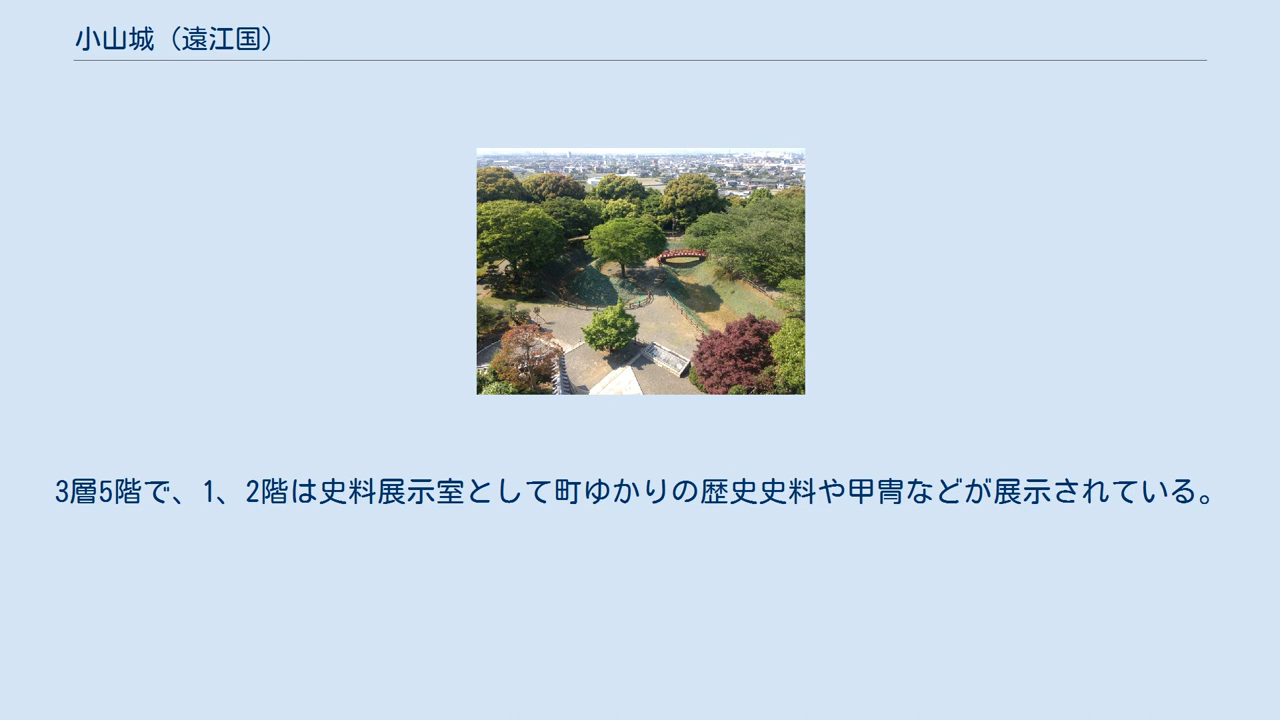 小山城（遠江国）
3層5階で、1、2階は史料展示室として町ゆかりの歴史史料や甲冑などが展示されている。